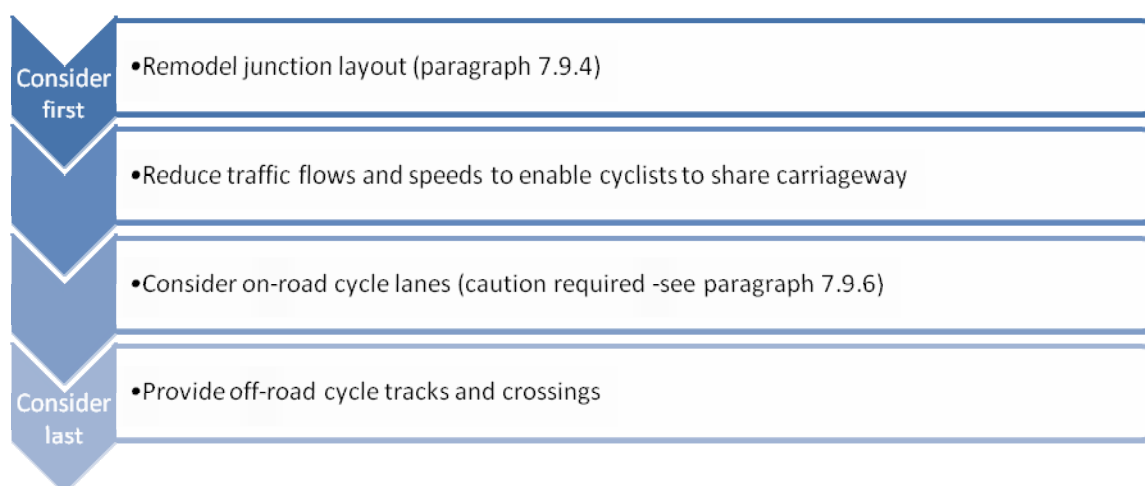 Consider
first
•Remodel junction layout (paragraph 7.9.4)
•Reduce traffic flows and speeds to enable cyclists to share carriageway
•Consider on-road cycle lanes (caution required -see paragraph 7.9.6)
Consider
last
•Provide off-road cycle tracks and crossings